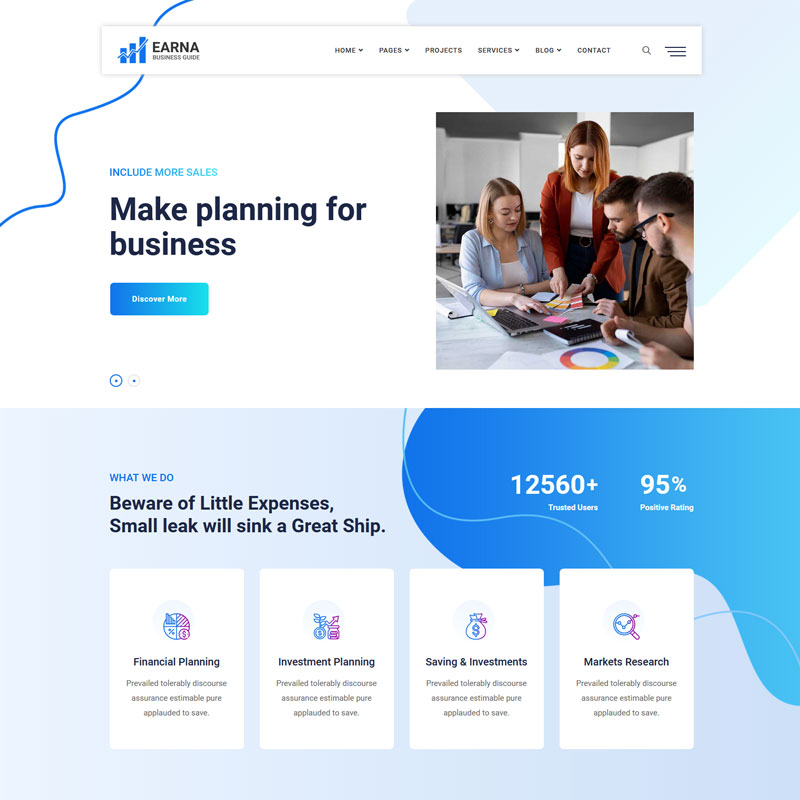 EARNA
BUSINESS GUIDE
HOME PAGES PROJECTS SERVICES BLOG CONTACT
INCLUDE MORE SALES
Make planning for
business
Discover More
WHAT WE DO
Beware of Little Expenses,
Small leak will sink a Great Ship.
12560+
Trusted Users
95%
Positive Rating
Financial Planning
Prevailed tolerably discourse
assurance estimable pure
applauded to save.
Investment Planning
Prevailed tolerably discourse
assurance estimable pure
applauded to save.
Saving & Investments
Prevailed tolerably discourse
assurance estimable pure
applauded to save.
Markets Research
Prevailed tolerably discourse
assurance estimable pure
applauded to save.